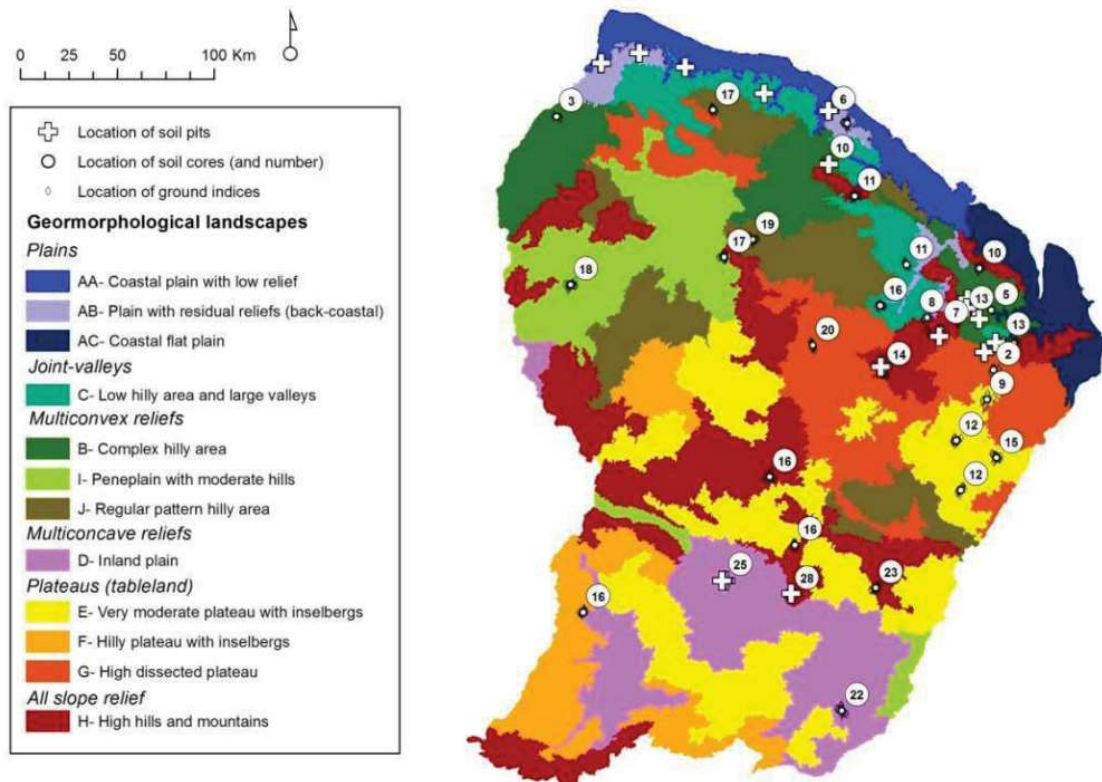 0 25 50 100 Km
Location of soil pits
Location of soil cores (and number)
Location of ground indices
Geormorphological landscapes
Plains
AA- Coastal plain with low relief
AB- Plain with residual reliefs (back-coastal)
AC- Coastal flat plain
Joint-valleys
C- Low hilly area and large valleys
Multiconvex reliefs
B- Complex hilly area
I- Peneplain with moderate hills
J- Regular pattern hilly area
Multiconcave reliefs
D- Inland plain
Plateaus (tableland)
E- Very moderate plateau with inselbergs
F- Hilly plateau with inselbergs
G- High dissected plateau
All slope relief
H- High hills and mountains
3
17
6
10
11
19
17
11
10
18
16
8
7
13
5
13
20
14
2
9
12
15
12
16
16
25
28
23
16
22